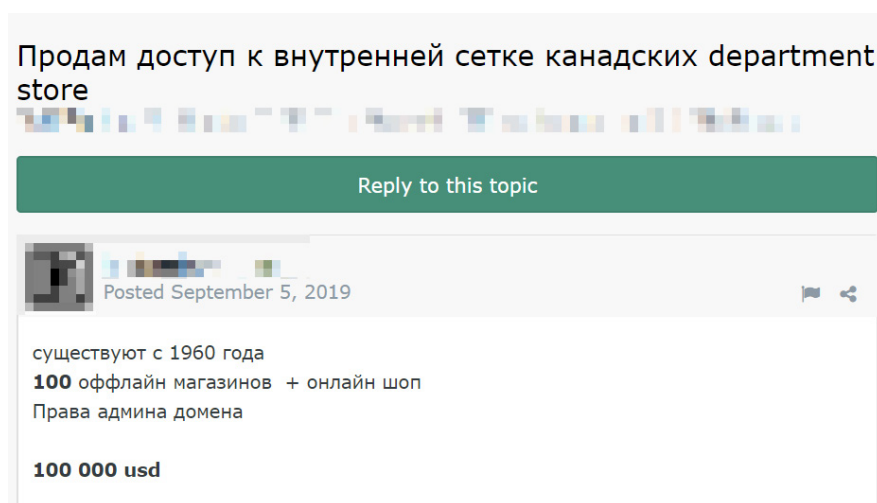 Продам доступ к внутренней сетке канадских department
store
Reply to this topic
Posted September 5, 2019
существуют с 1960 года
100 оффлайн магазинов + онлайн шоп
Права админа домена
100 000 usd